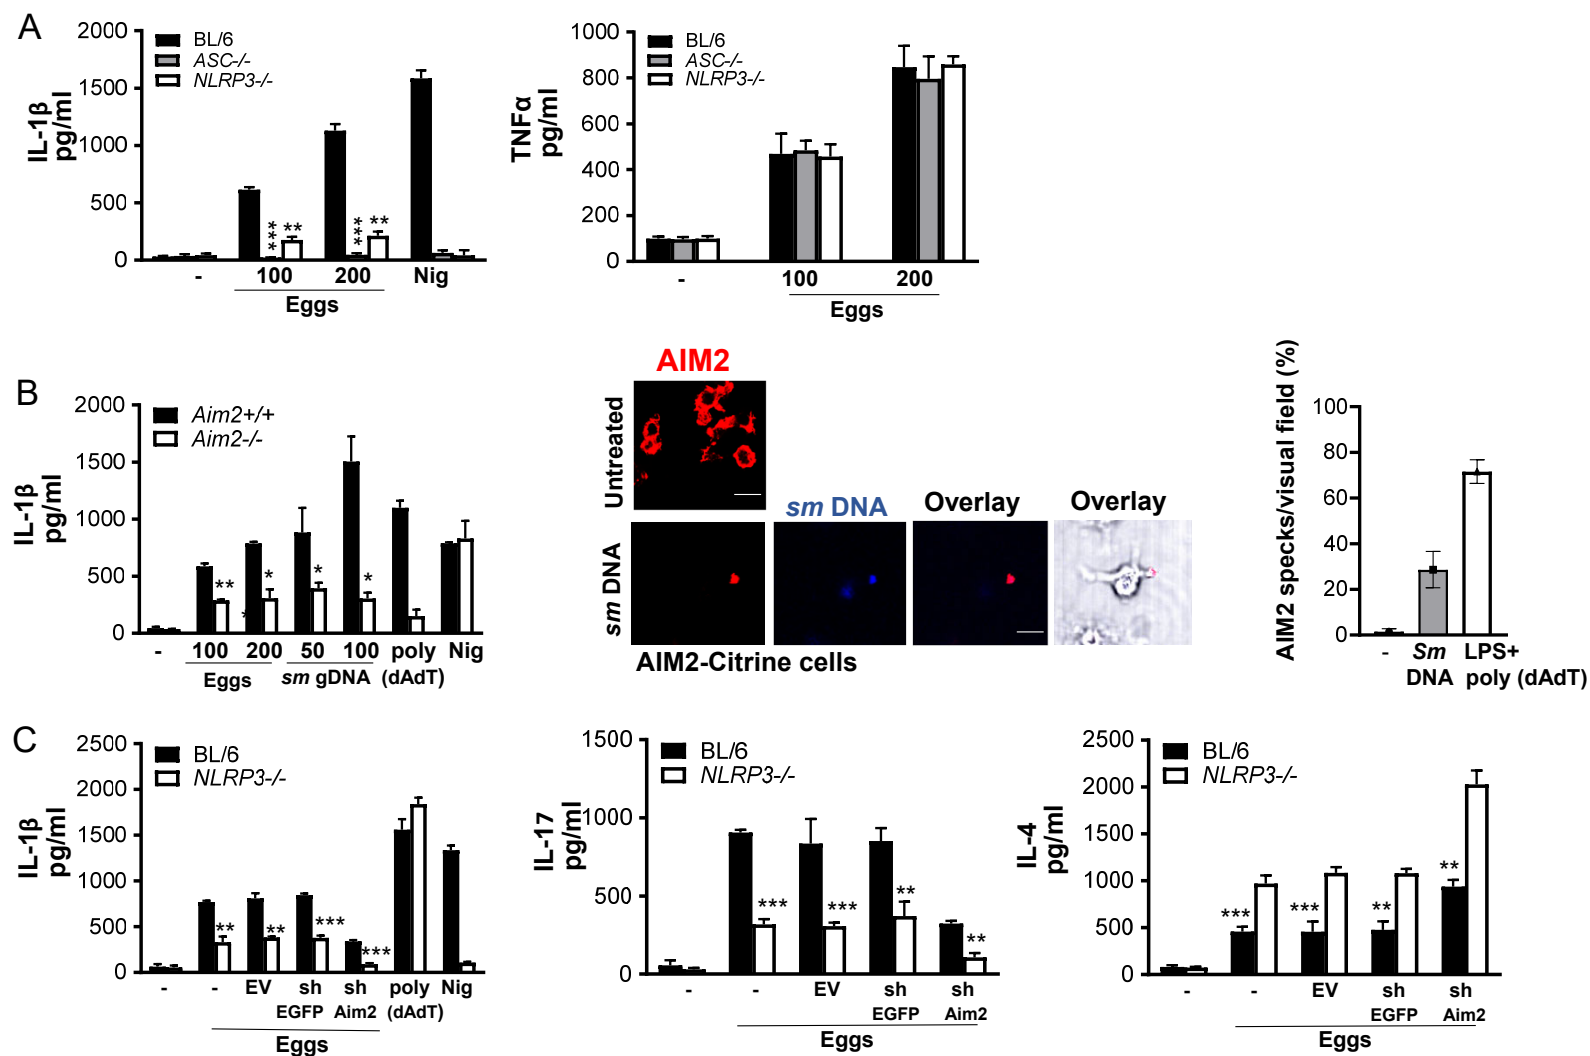 A
2000
1500
1000
500
0
IL-1β
pg/ml
BL/6
ASC-/-
NLRP3-/-
*** ** *** **
- 100 200 Nig
Eggs
1000
800
600
400
200
0
TNFα
pg/ml
BL/6
ASC-/-
NLRP3-/-
- 100 200
Eggs
B
2000
1500
1000
500
0
IL-1β
pg/ml
Aim2+/+
Aim2-/-
** * * *
*
- 100 200 50 100 poly Nig
Eggs sm gDNA (dAdT)
AIM2
Untreated
sm DNA Overlay Overlay
sm DNA
AIM2-Citrine cells
AIM2 specks/visual field (%)
100
80
60
40
20
0
- Sm LPS+
DNA poly (dAdT)
C
2500
2000
1500
1000
500
0
IL-1β
pg/ml
BL/6
NLRP3-/-
** ** *** ***
- - EV sh sh poly Nig
EGFP Aim2 (dAdT)
Eggs
1500
1000
500
0
IL-17
pg/ml
BL/6
NLRP3-/-
*** *** ** **
- - EV sh sh
EGFP Aim2
Eggs
2500
2000
1500
1000
500
0
IL-4
pg/ml
BL/6
NLRP3-/-
*** *** ** **
- - EV sh sh
EGFP Aim2
Eggs